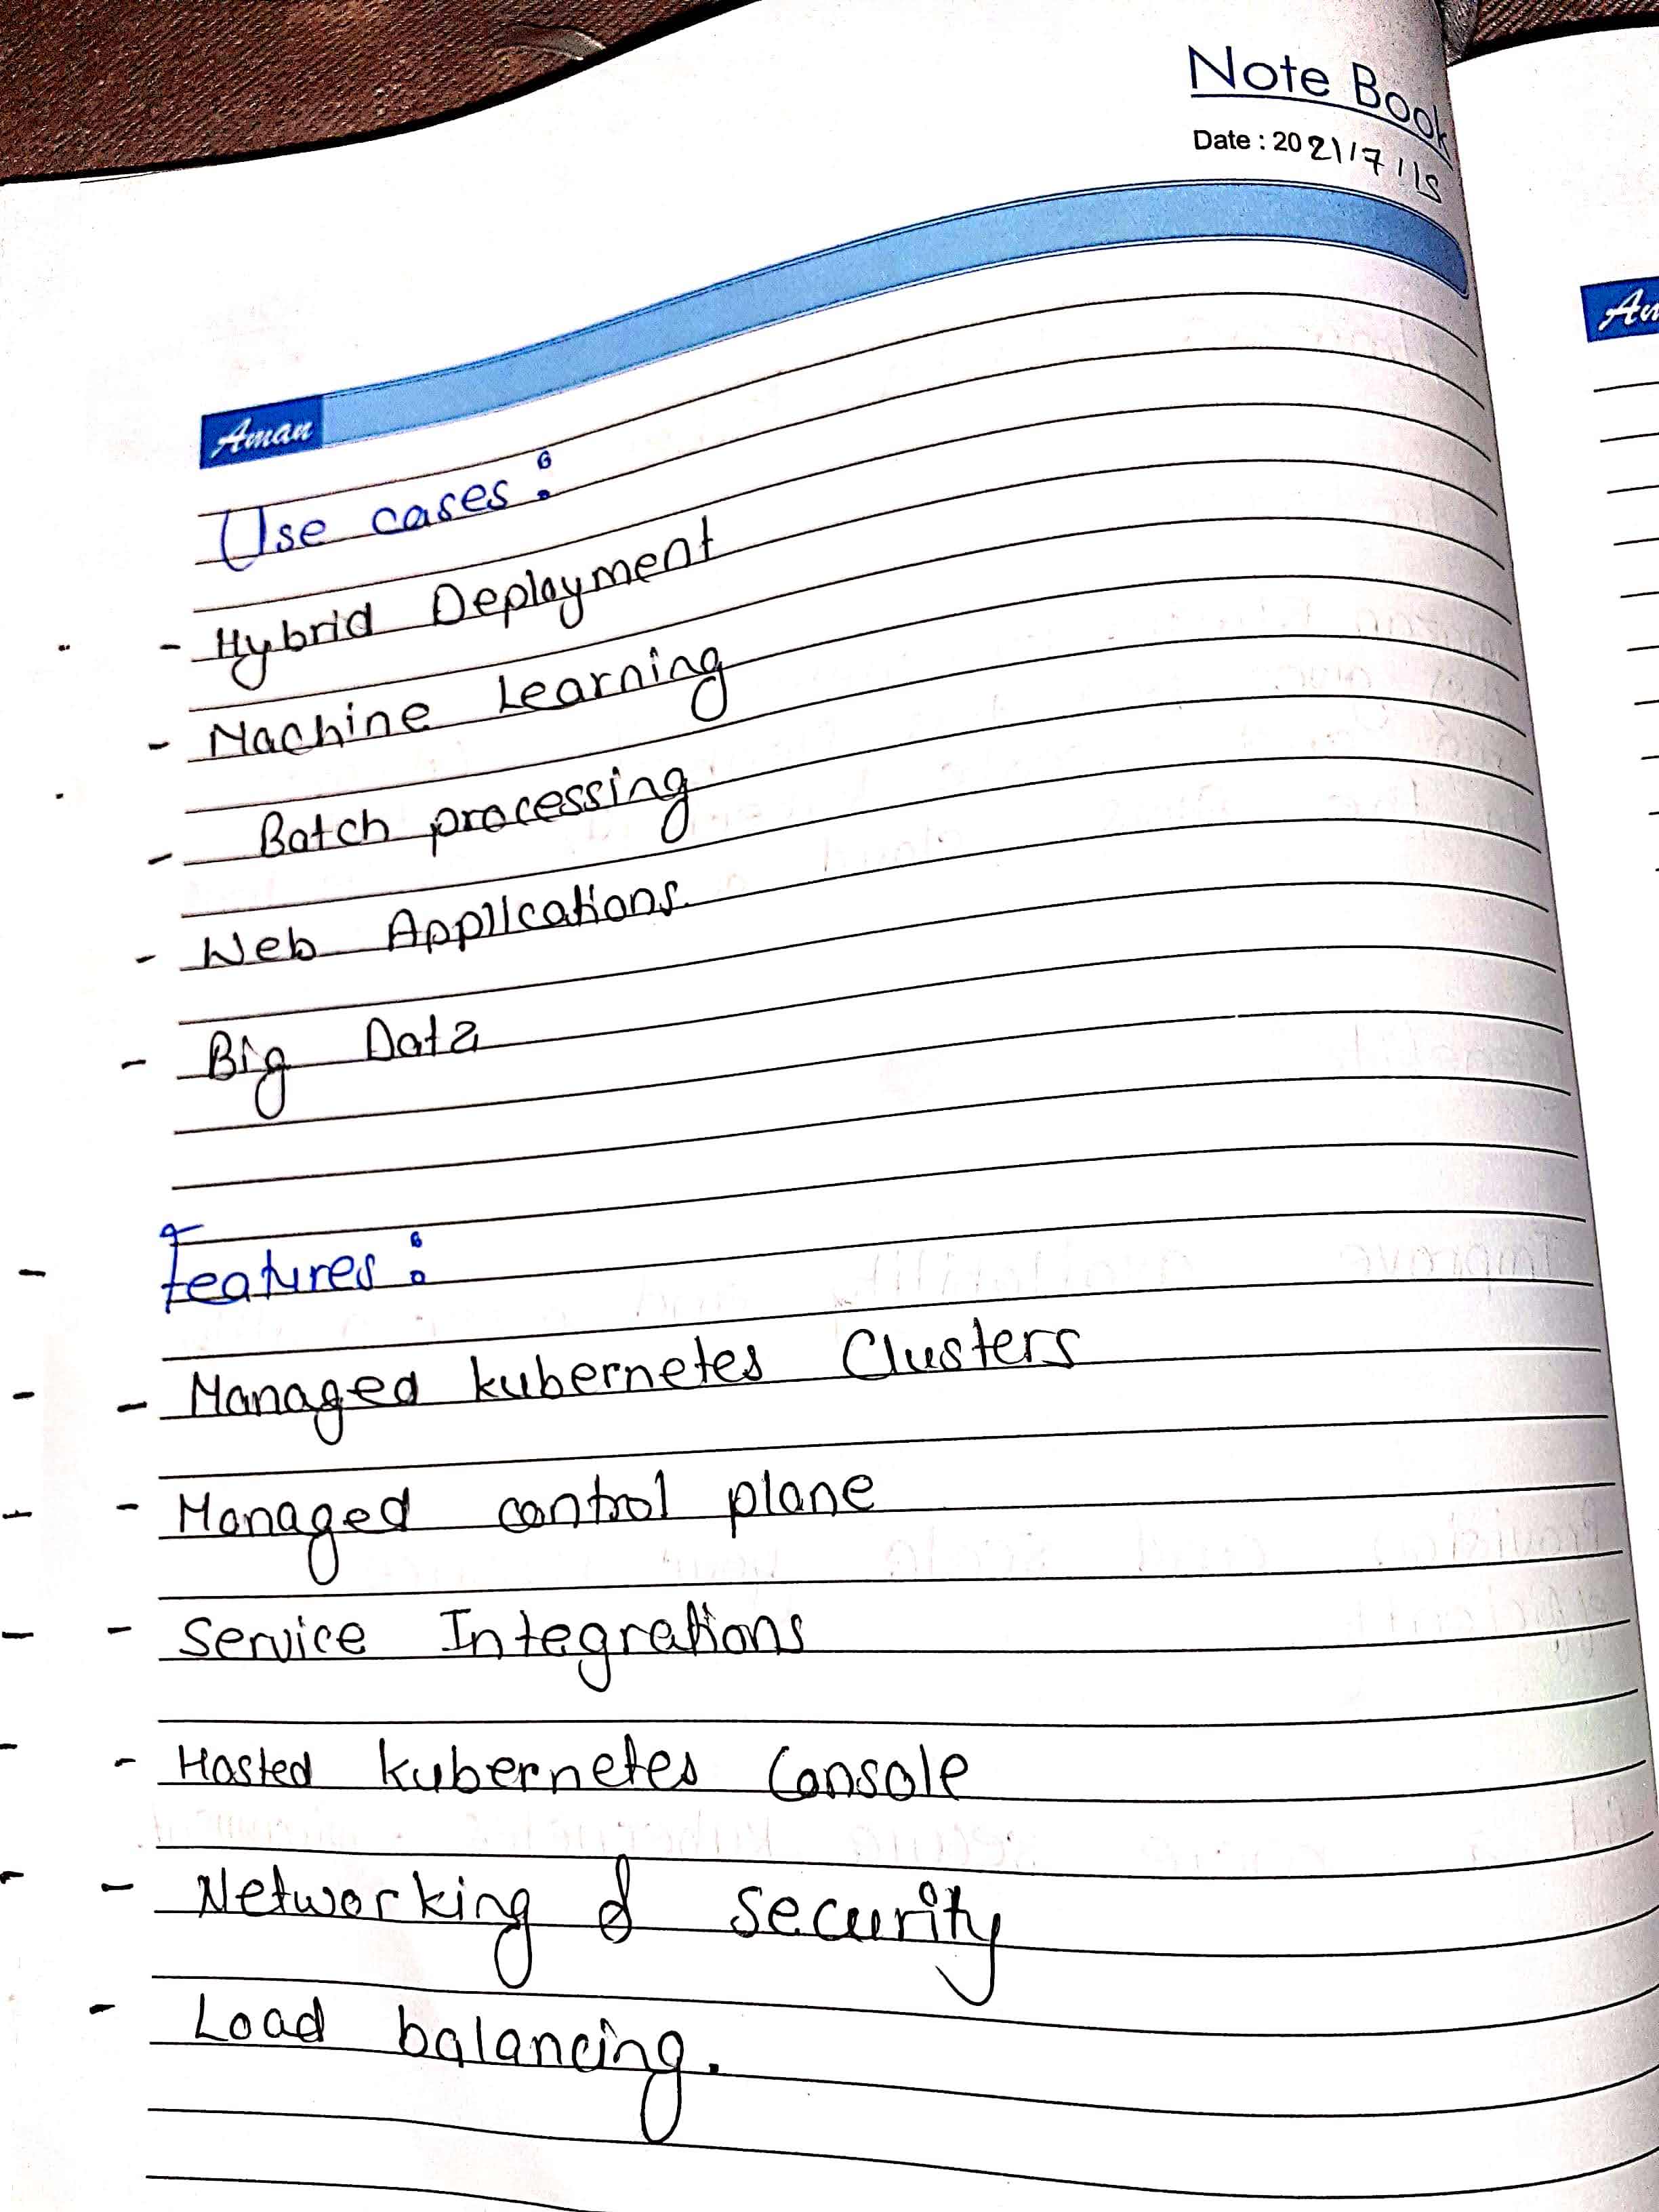 Note Book
Date : 2021/7/15
Aman
Use cases :
- Hybrid Deployment
- Machine Learning
- Batch processing
- Web Applications
- Big Data
Features :
- Managed kubernetes Clusters
- Managed control plane
- Service Integrations
- Hosted kubernetes Console
- Networking & security
- Load balancing.